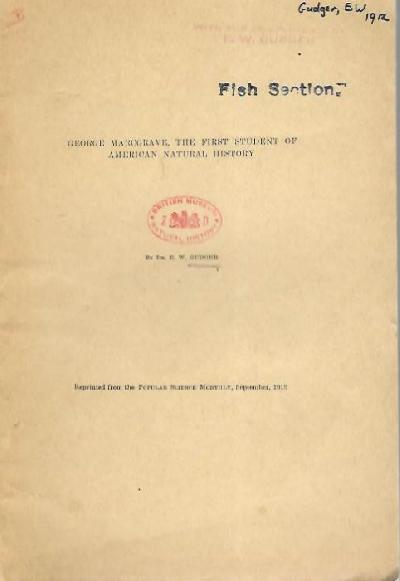 Gudger, E.W.
1912
Fish Section
GEORGE MARCGRAVE, THE FIRST STUDENT OF
AMERICAN NATURAL HISTORY
BRITISH MUSEUM
NATURAL HISTORY
By Dr. E. W. GUDGER
Reprinted from the POPULAR SCIENCE MONTHLY, September, 1912